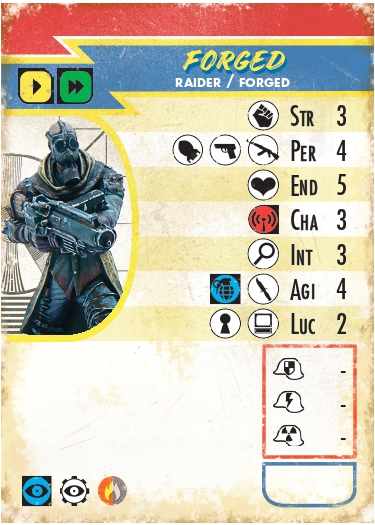 FORGED
RAIDER / FORGED
STR 3
PER 4
END 5
CHA 3
INT 3
AGI 4
LUC 2
-
-
-